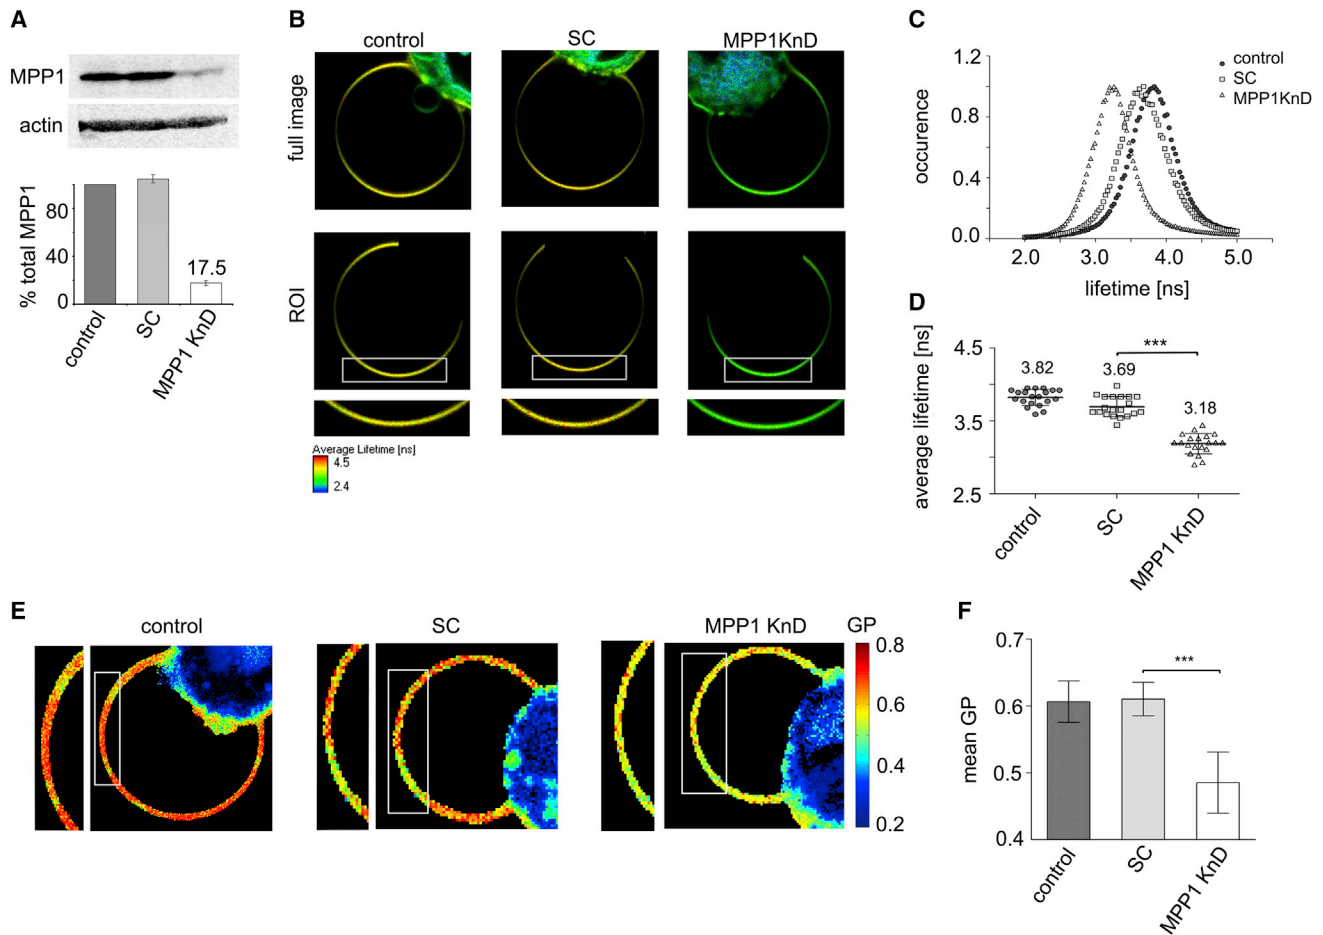 A
MPP1
actin
% total MPP1
80
40
0
17.5
control
SC
MPP1 KnD
B
control
SC
MPP1KnD
full image
ROI
Average Lifetime [ns]
4.5
2.4
C
occurence
1.2
0.8
0.4
0.0
2.0 3.0 4.0 5.0
lifetime [ns]
control
SC
MPP1KnD
D
average lifetime [ns]
4.5
3.5
2.5
3.82
3.69
***
3.18
control
SC
MPP1 KnD
E
control
SC
MPP1 KnD
GP
0.8
0.6
0.4
0.2
F
mean GP
0.7
0.6
0.5
0.4
***
control
SC
MPP1 KnD